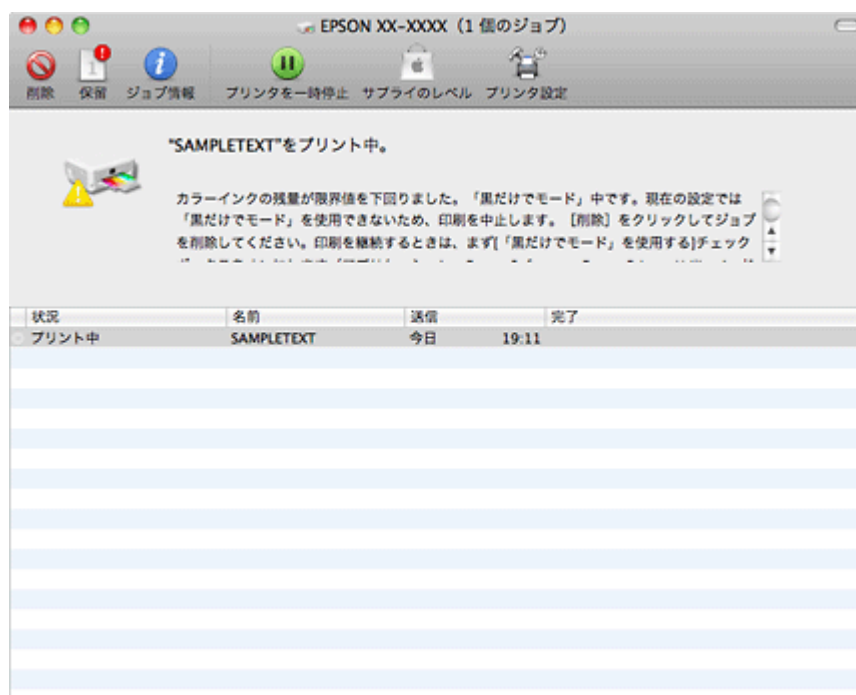 EPSON XX-XXXX（1 個のジョブ）
削除 保留 ジョブ情報 プリンタを一時停止 サプライのレベル プリンタ設定
"SAMPLETEXT"をプリント中。
カラーインクの残量が限界値を下回りました。「黒だけでモード」中です。現在の設定では
「黒だけでモード」を使用できないため、印刷を中止します。［削除］をクリックしてジョブ
を削除してください。印刷を継続するときは、まず[「黒だけでモード」を使用する]チェック
状況 名前 送信 完了
プリント中 SAMPLETEXT 今日 19:11